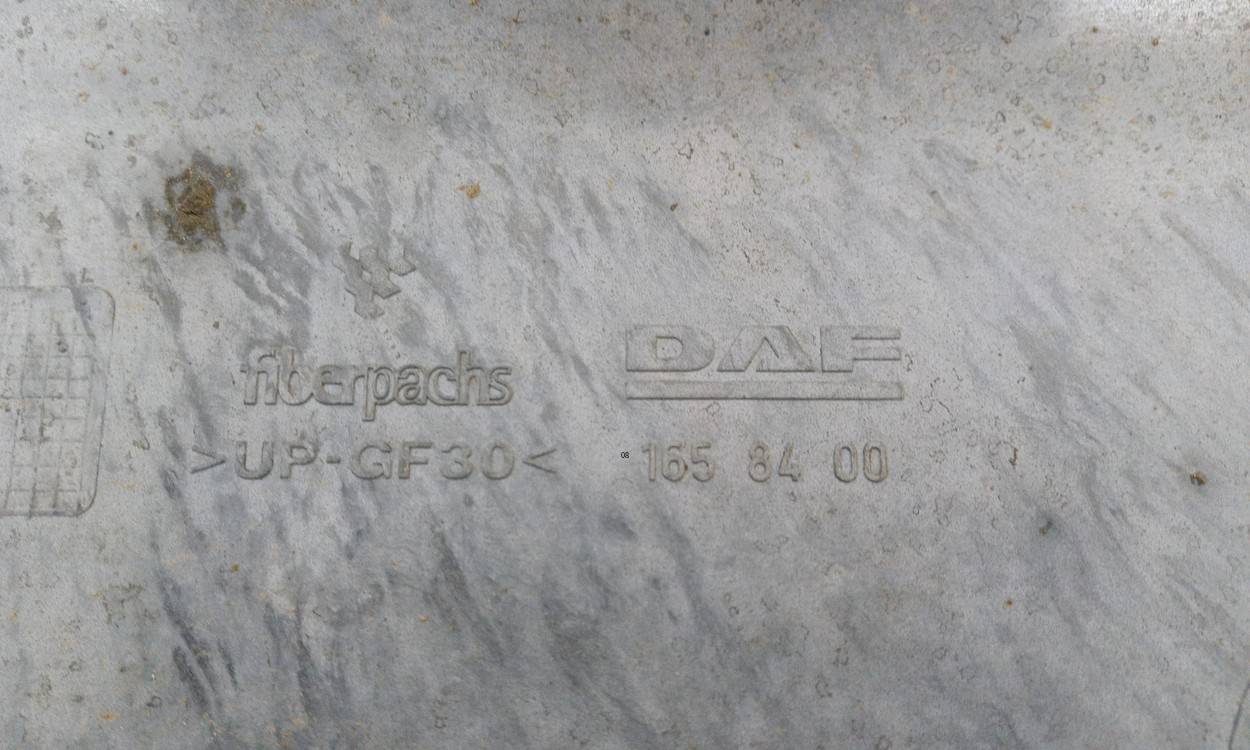 fiberpachs
>UP-GF30<
DAF
08 165 84 00